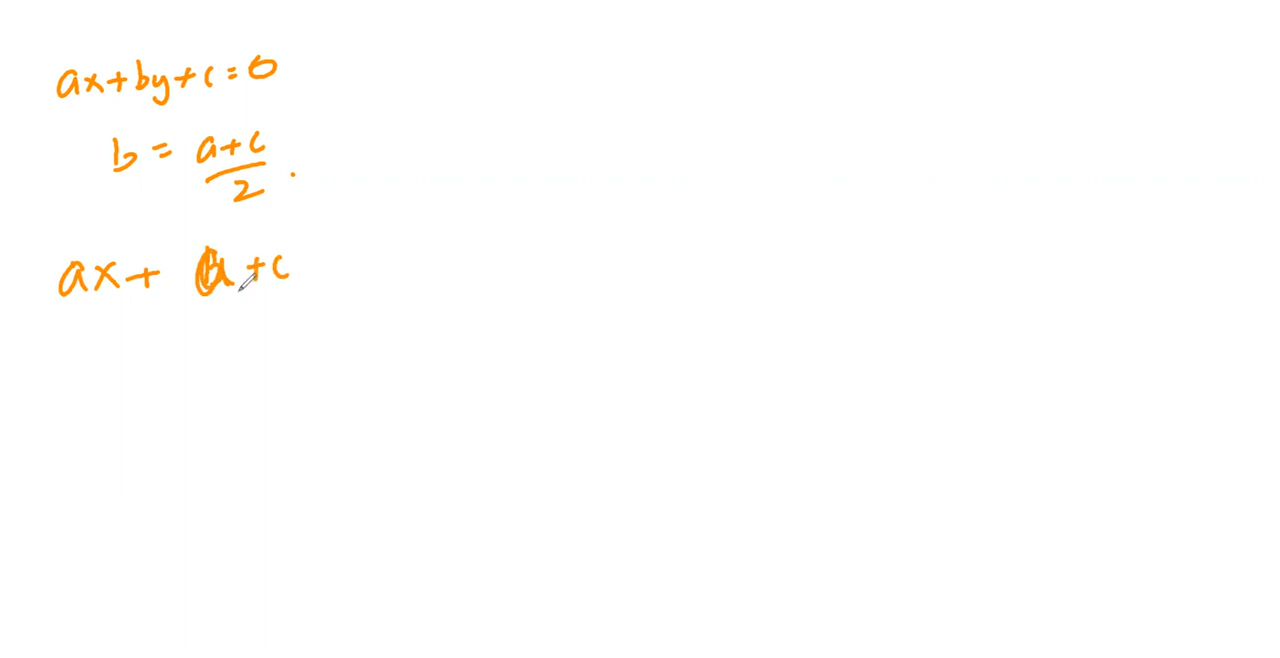 ax+by+c=0
b = a+c
2 .
ax+ a+c